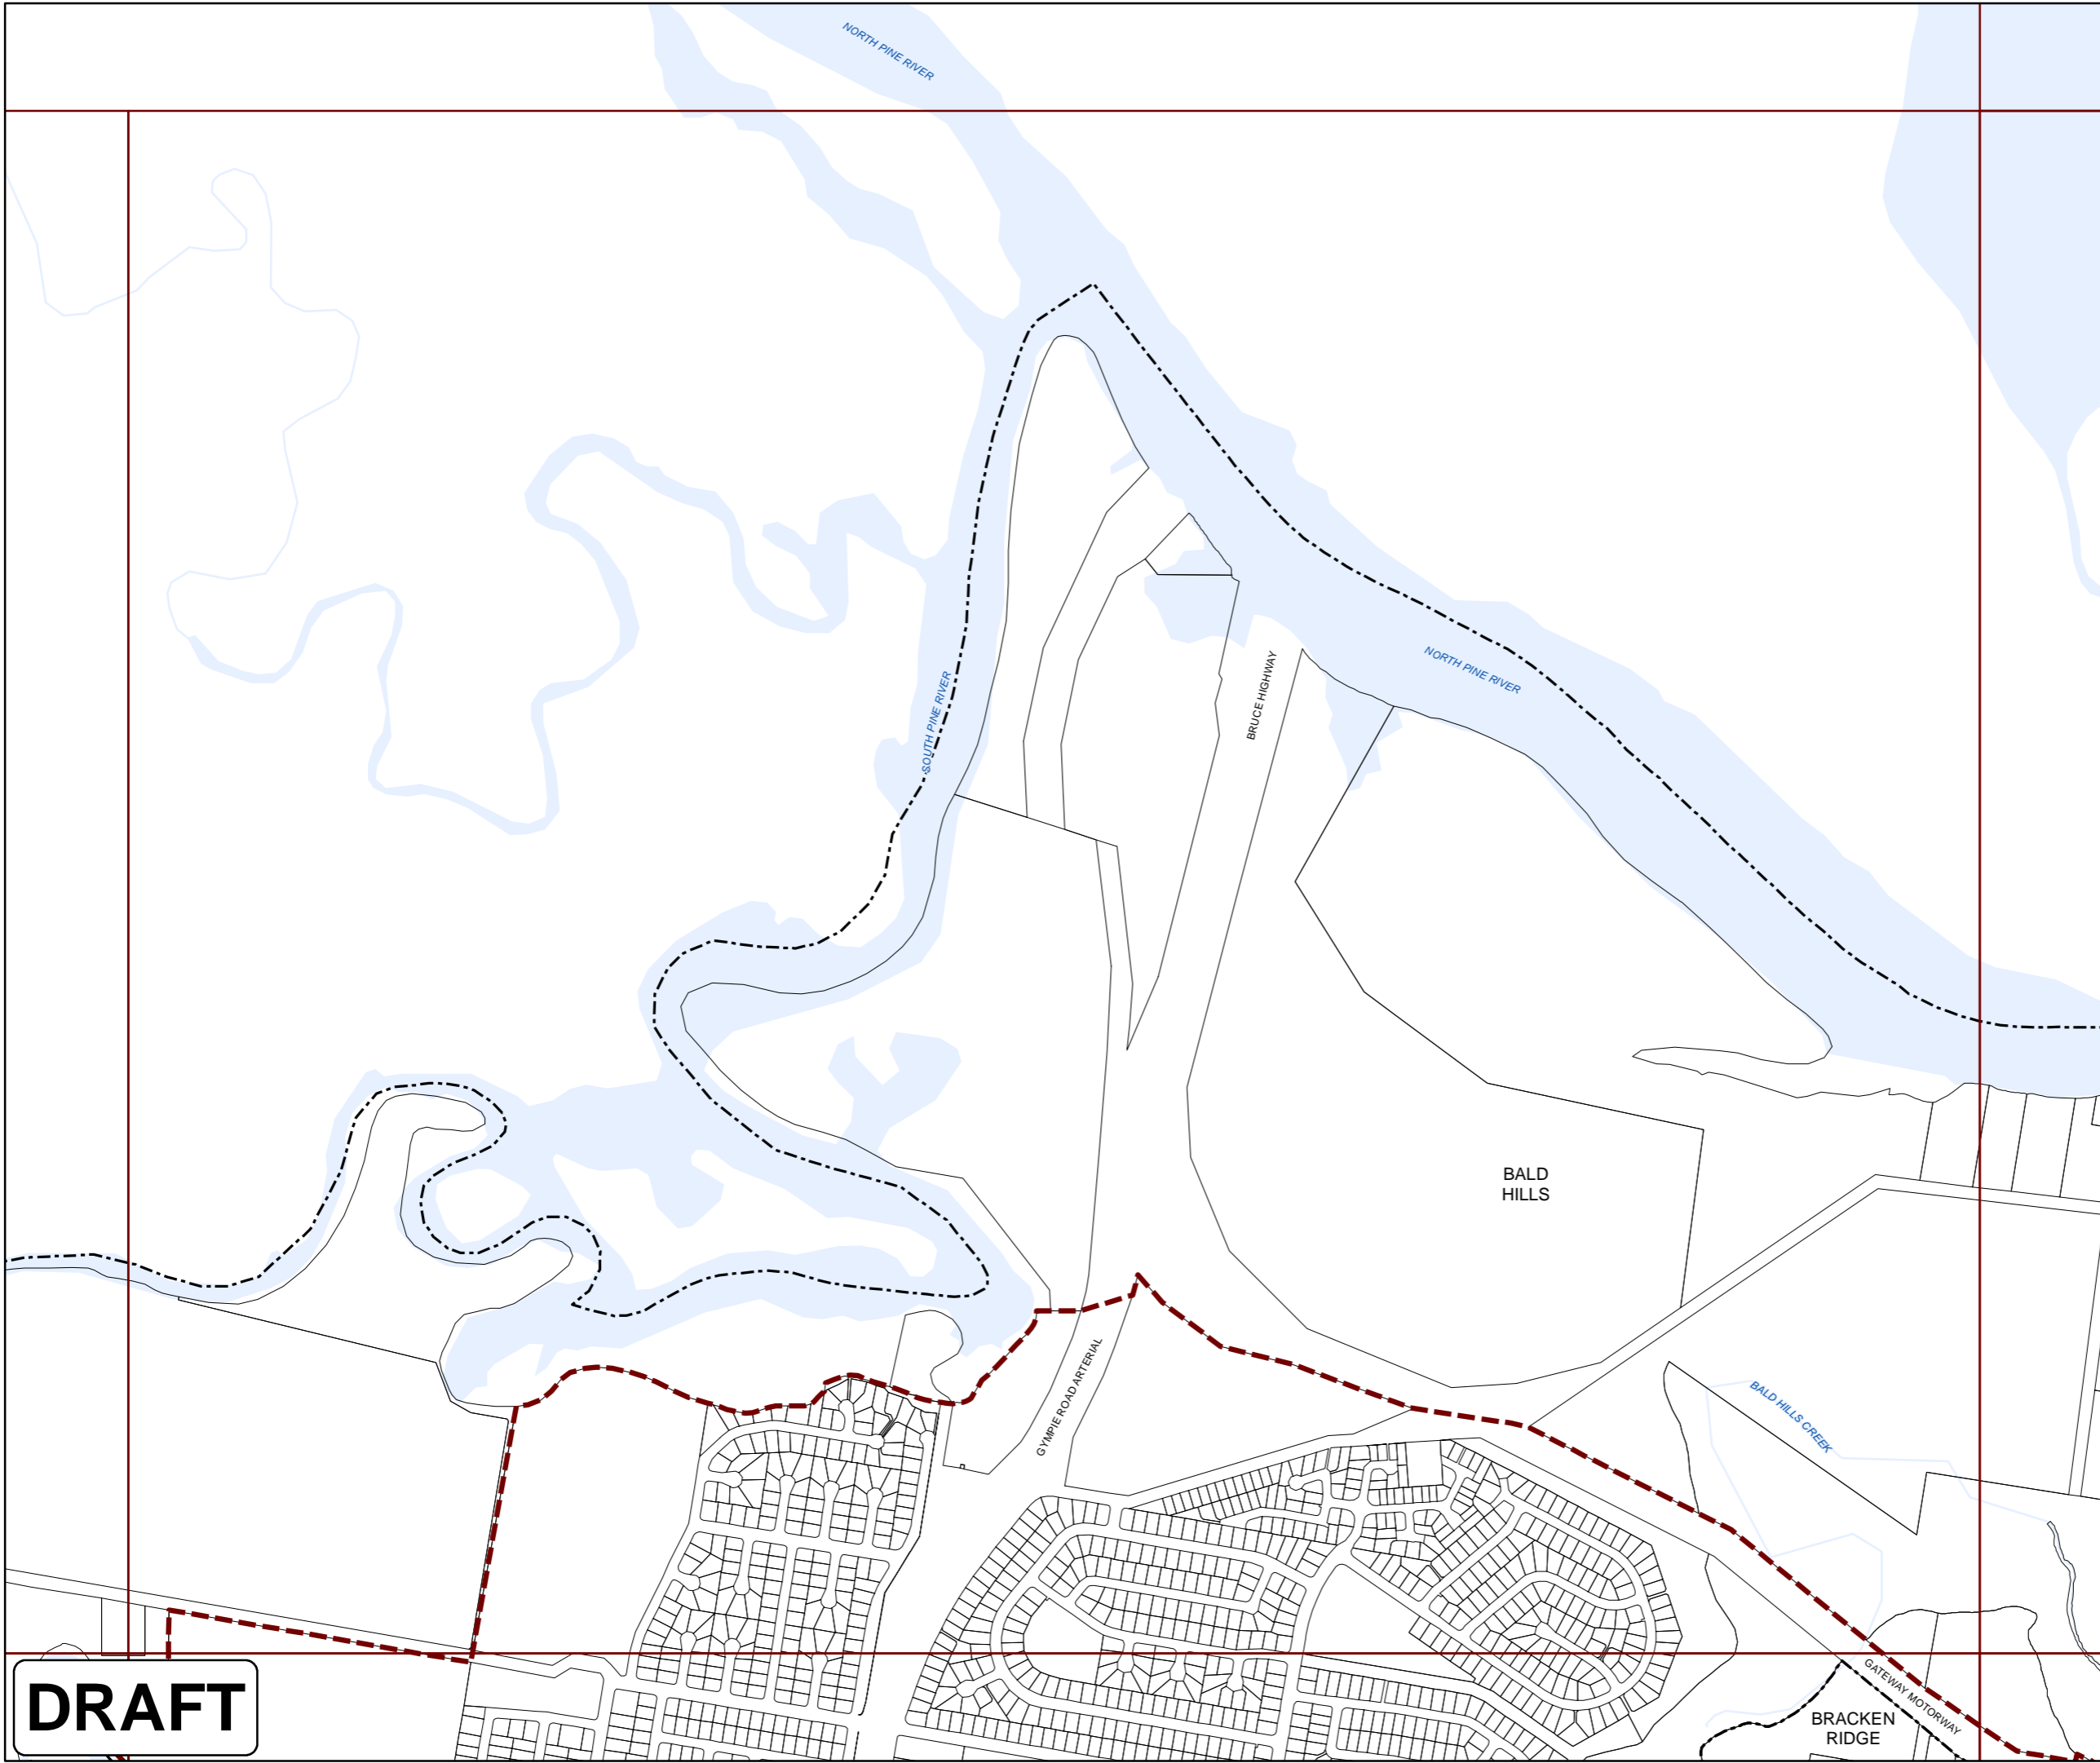 NORTH PINE RIVER
SOUTH PINE RIVER
BRUCE HIGHWAY
NORTH PINE RIVER
BALD
HILLS
GYMPIE ROAD ARTERIAL
BALD HILLS CREEK
GATEWAY MOTORWAY
BRACKEN
RIDGE
DRAFT